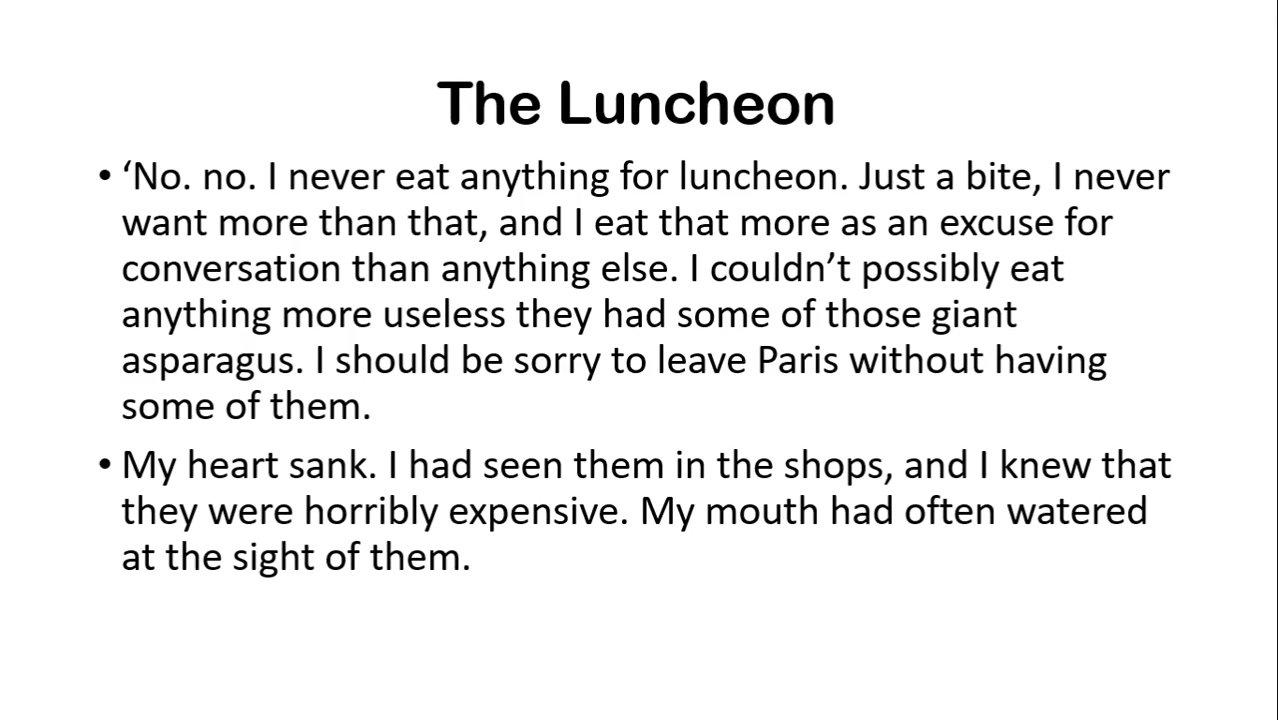 The Luncheon
• ‘No. no. I never eat anything for luncheon. Just a bite, I never
want more than that, and I eat that more as an excuse for
conversation than anything else. I couldn’t possibly eat
anything more useless they had some of those giant
asparagus. I should be sorry to leave Paris without having
some of them.
• My heart sank. I had seen them in the shops, and I knew that
they were horribly expensive. My mouth had often watered
at the sight of them.